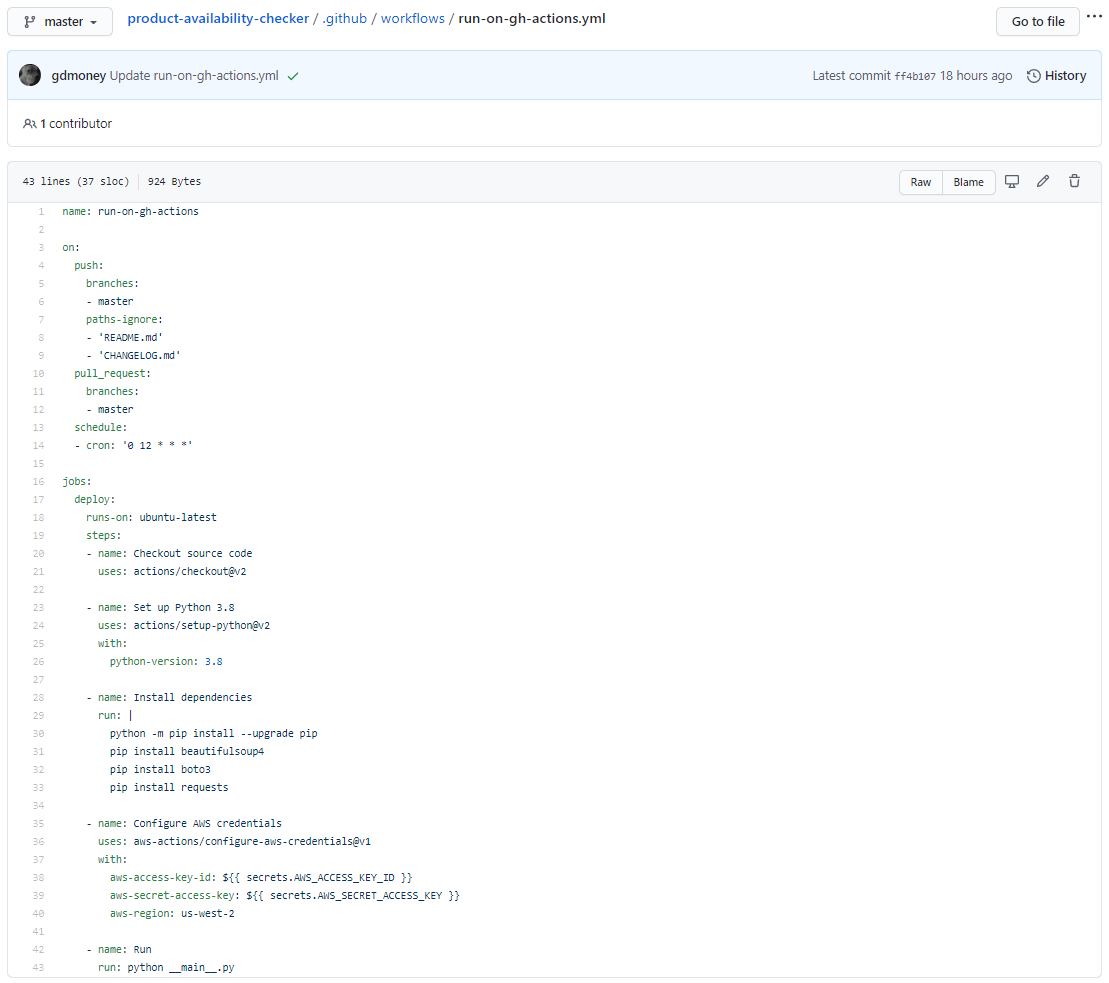 master product-availability-checker / .github / workflows / run-on-gh-actions.yml Go to file ...
gdmoney Update run-on-gh-actions.yml Latest commit ff4b107 18 hours ago History
1 contributor
43 lines (37 sloc) 924 Bytes Raw Blame
1 name: run-on-gh-actions
2
3 on:
4   push:
5     branches:
6     - master
7     paths-ignore:
8     - 'README.md'
9     - 'CHANGELOG.md'
10   pull_request:
11     branches:
12     - master
13   schedule:
14   - cron: '0 12 * * *'
15
16 jobs:
17   deploy:
18     runs-on: ubuntu-latest
19     steps:
20     - name: Checkout source code
21       uses: actions/checkout@v2
22
23     - name: Set up Python 3.8
24       uses: actions/setup-python@v2
25       with:
26         python-version: 3.8
27
28     - name: Install dependencies
29       run: |
30         python -m pip install --upgrade pip
31         pip install beautifulsoup4
32         pip install boto3
33         pip install requests
34
35     - name: Configure AWS credentials
36       uses: aws-actions/configure-aws-credentials@v1
37       with:
38         aws-access-key-id: ${{ secrets.AWS_ACCESS_KEY_ID }}
39         aws-secret-access-key: ${{ secrets.AWS_SECRET_ACCESS_KEY }}
40         aws-region: us-west-2
41
42     - name: Run
43       run: python __main__.py